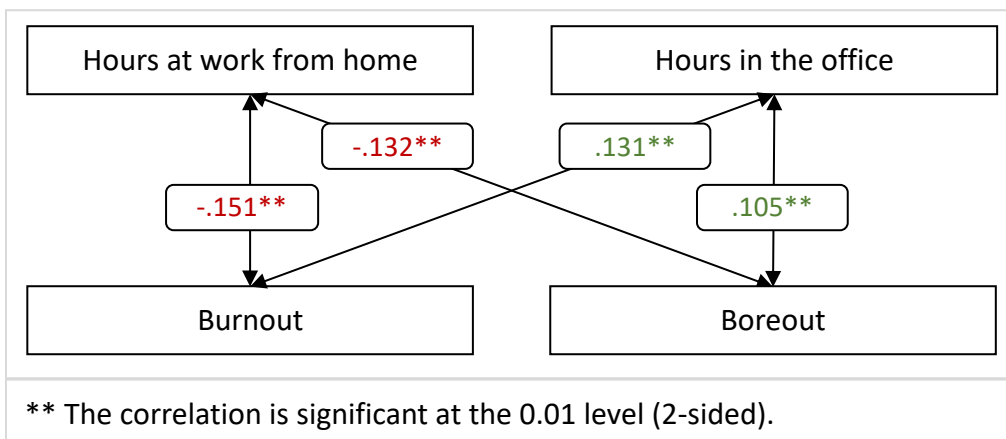 Hours at work from home
Hours in the office
-.132**
.131**
-.151**
.105**
Burnout
Boreout
** The correlation is significant at the 0.01 level (2-sided).